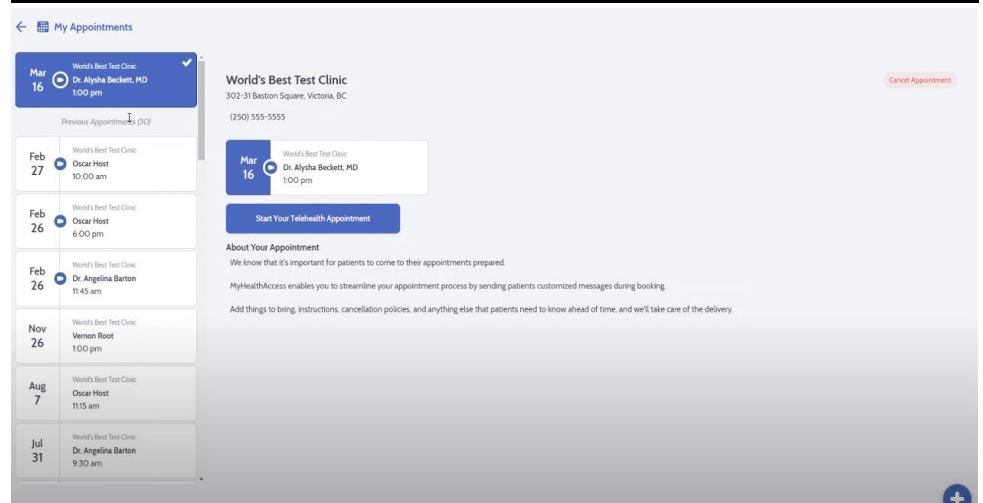 My Appointments
Mar
16
World's Best Test Clinic
Dr. Alysha Beckett, MD
1:00 pm
Previous Appointments (30)
Feb
27
World's Best Test Clinic
Oscar Host
10:00 am
Feb
26
World's Best Test Clinic
Oscar Host
6:00 pm
Feb
26
World's Best Test Clinic
Dr. Angelina Barton
11:45 am
Nov
26
World's Best Test Clinic
Vernon Root
1:00 pm
Aug
7
World's Best Test Clinic
Oscar Host
11:15 am
Jul
31
World's Best Test Clinic
Dr. Angelina Barton
9:30 am
World's Best Test Clinic
Cancel Appointment
302-31 Bastion Square, Victoria, BC
(250) 555-5555
Mar
16
World's Best Test Clinic
Dr. Alysha Beckett, MD
1:00 pm
Start Your Telehealth Appointment
About Your Appointment
We know that it's important for patients to come to their appointments prepared.
MyHealthAccess enables you to streamline your appointment process by sending patients customized messages during booking
Add things to bring, instructions, cancellation policies, and anything else that patients need to know ahead of time, and we'll take care of the delivery.